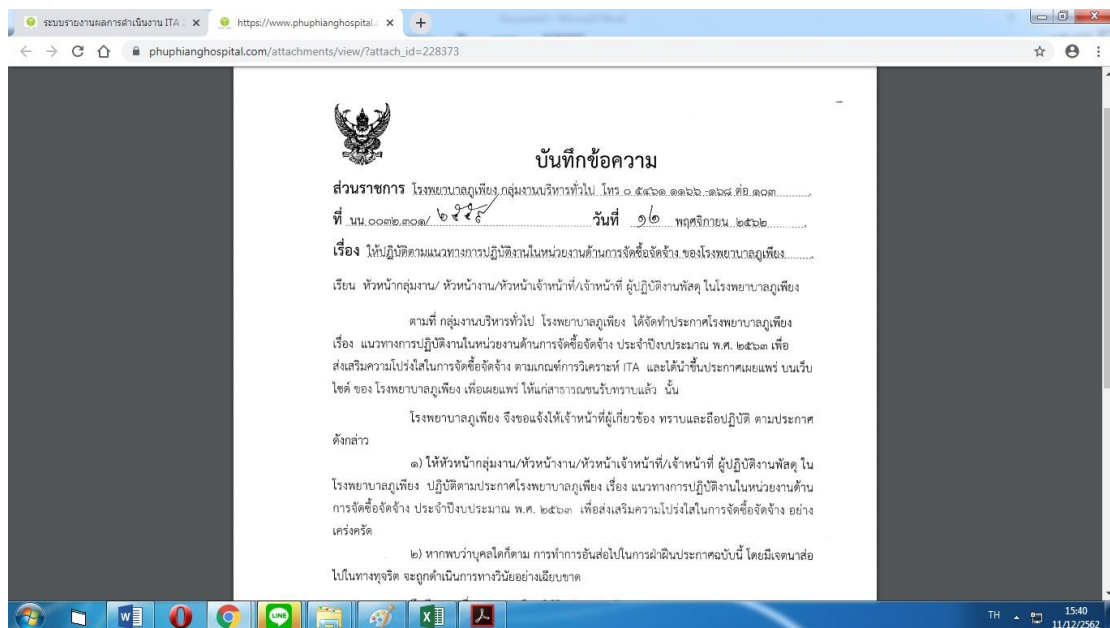 ระบบรายงานผลการดำเนินงาน ITA
https://www.phuphianghospital.c
phuphianghospital.com/attachments/view/?attach_id=228373
บันทึกข้อความ
ส่วนราชการ โรงพยาบาลภูเพียง กลุ่มงานบริหารทั่วไป โทร ๐ ๕๔๖๑ ๑๑๖๖ -๑๖๘ ต่อ ๑๐๓
ที่ นน ๐๐๓๒.๓๐๑/ วันที่ ๑๒ พฤศจิกายน ๒๕๖๒
เรื่อง ให้ปฏิบัติตามแนวทางการปฏิบัติงานในหน่วยงานด้านการจัดซื้อจัดจ้าง ของโรงพยาบาลภูเพียง
เรียน หัวหน้ากลุ่มงาน/ หัวหน้างาน/หัวหน้าเจ้าหน้าที่/เจ้าหน้าที่ ผู้ปฏิบัติงานพัสดุ ในโรงพยาบาลภูเพียง
ตามที่ กลุ่มงานบริหารทั่วไป โรงพยาบาลภูเพียง ได้จัดทำประกาศโรงพยาบาลภูเพียง
เรื่อง แนวทางการปฏิบัติงานในหน่วยงานด้านการจัดซื้อจัดจ้าง ประจำปีงบประมาณ พ.ศ. ๒๕๖๓ เพื่อ
ส่งเสริมความโปร่งใสในการจัดซื้อจัดจ้าง ตามเกณฑ์การวิเคราะห์ ITA และได้นำขึ้นประกาศเผยแพร่ บนเว็บ
ไซต์ ของ โรงพยาบาลภูเพียง เพื่อเผยแพร่ ให้แก่สาธารณชนรับทราบแล้ว นั้น
โรงพยาบาลภูเพียง จึงขอแจ้งให้เจ้าหน้าที่ผู้เกี่ยวข้อง ทราบและถือปฏิบัติ ตามประกาศ
ดังกล่าว
๑) ให้หัวหน้ากลุ่มงาน/หัวหน้างาน/หัวหน้าเจ้าหน้าที่/เจ้าหน้าที่ ผู้ปฏิบัติงานพัสดุ ใน
โรงพยาบาลภูเพียง ปฏิบัติตามประกาศโรงพยาบาลภูเพียง เรื่อง แนวทางการปฏิบัติงานในหน่วยงานด้าน
การจัดซื้อจัดจ้าง ประจำปีงบประมาณ พ.ศ. ๒๕๖๓ เพื่อส่งเสริมความโปร่งใสในการจัดซื้อจัดจ้าง อย่าง
เคร่งครัด
๒) หากพบว่าบุคคลใดก็ตาม การทำการอันส่อไปในการฝ่าฝืนประกาศฉบับนี้ โดยมีเจตนาส่อ
ไปในทางทุจริต จะถูกดำเนินการทางวินัยอย่างเฉียบขาด
LINE
TH
15:40
11/12/2562